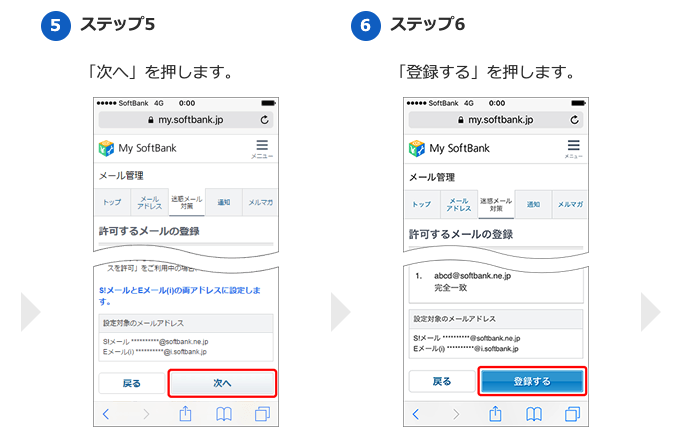 5 ステップ5
「次へ」を押します。
SoftBank 4G 0:00
my.softbank.jp
My SoftBank
メニュー
メール管理
トップ
メール
アドレス
迷惑メール
対策
通知
メルマガ
許可するメールの登録
スを許可」をご利用中の場合、
S!メールとEメール(i)の両アドレスに設定しま
す。
設定対象のメールアドレス
S!メール **********@softbank.ne.jp
Eメール(i) **********@i.softbank.jp
戻る
次へ
6 ステップ6
「登録する」を押します。
SoftBank 4G 0:00
my.softbank.jp
My SoftBank
メニュー
メール管理
トップ
メール
アドレス
迷惑メール
対策
通知
メルマガ
許可するメールの登録
1. abcd@softbank.ne.jp
完全一致
設定対象のメールアドレス
S!メール **********@softbank.ne.jp
Eメール(i) **********@i.softbank.jp
戻る
登録する